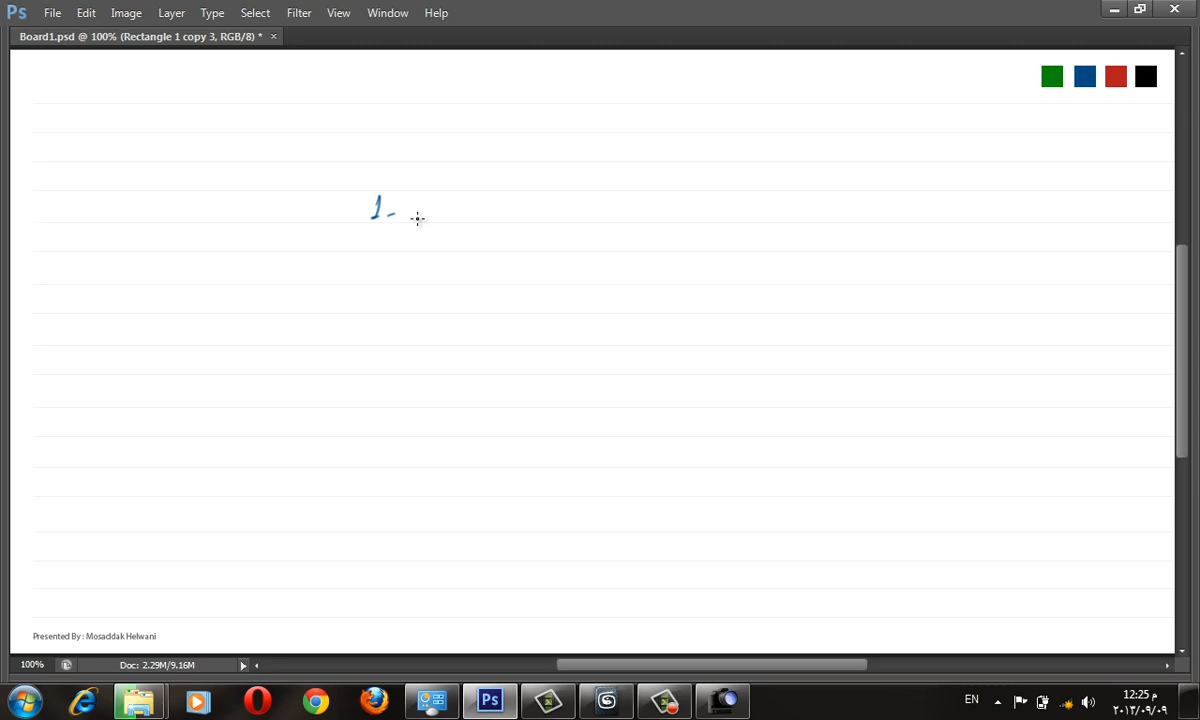 Ps File Edit Image Layer Type Select Filter View Window Help
Board1.psd @ 100% (Rectangle 1 copy 3, RGB/8) * ×
1-
Presented By : Mosaddak Helwani
100% Doc: 2.29M/9.16M
Ps EN 12:25 م
٢٠١٣/٠٩/٠٩